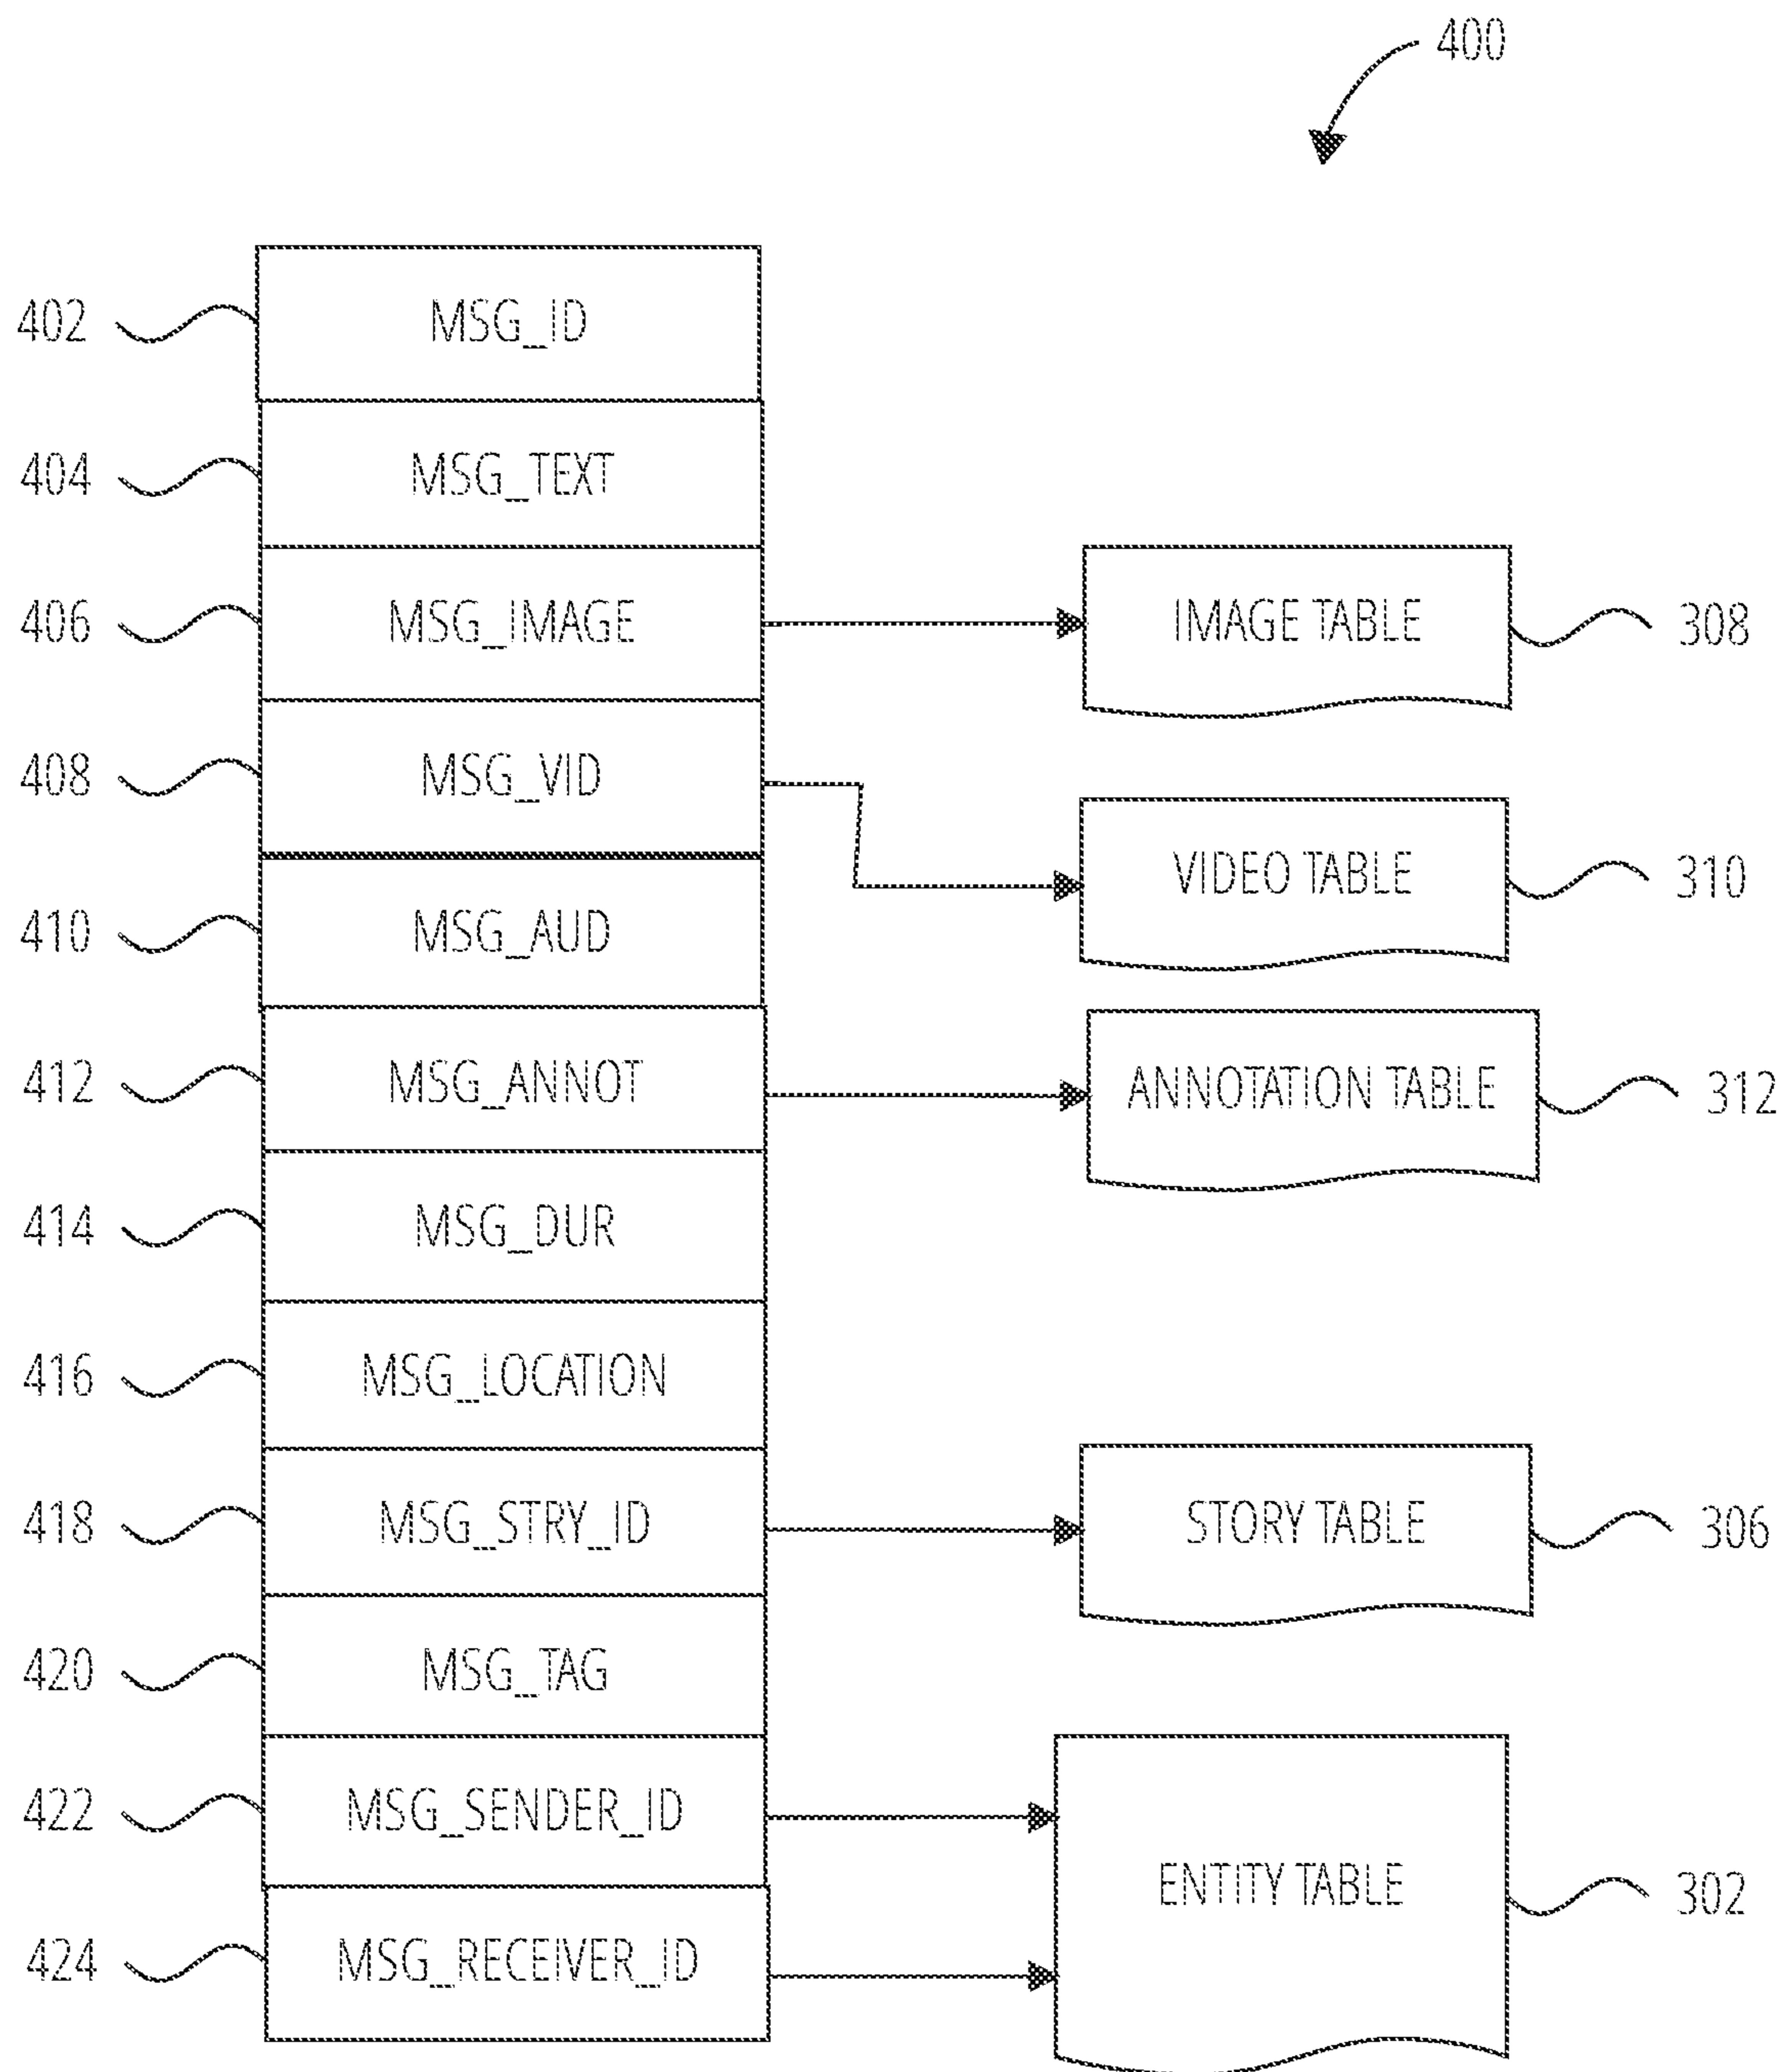 400
402 MSG_ID
404 MSG_TEXT
406 MSG_IMAGE IMAGE TABLE 308
408 MSG_VID
VIDEO TABLE 310
410 MSG_AUD
412 MSG_ANNOT ANNOTATION TABLE 312
414 MSG_DUR
416 MSG_LOCATION
418 MSG_STRY_ID STORY TABLE 306
420 MSG_TAG
422 MSG_SENDER_ID
ENTITY TABLE 302
424 MSG_RECEIVER_ID